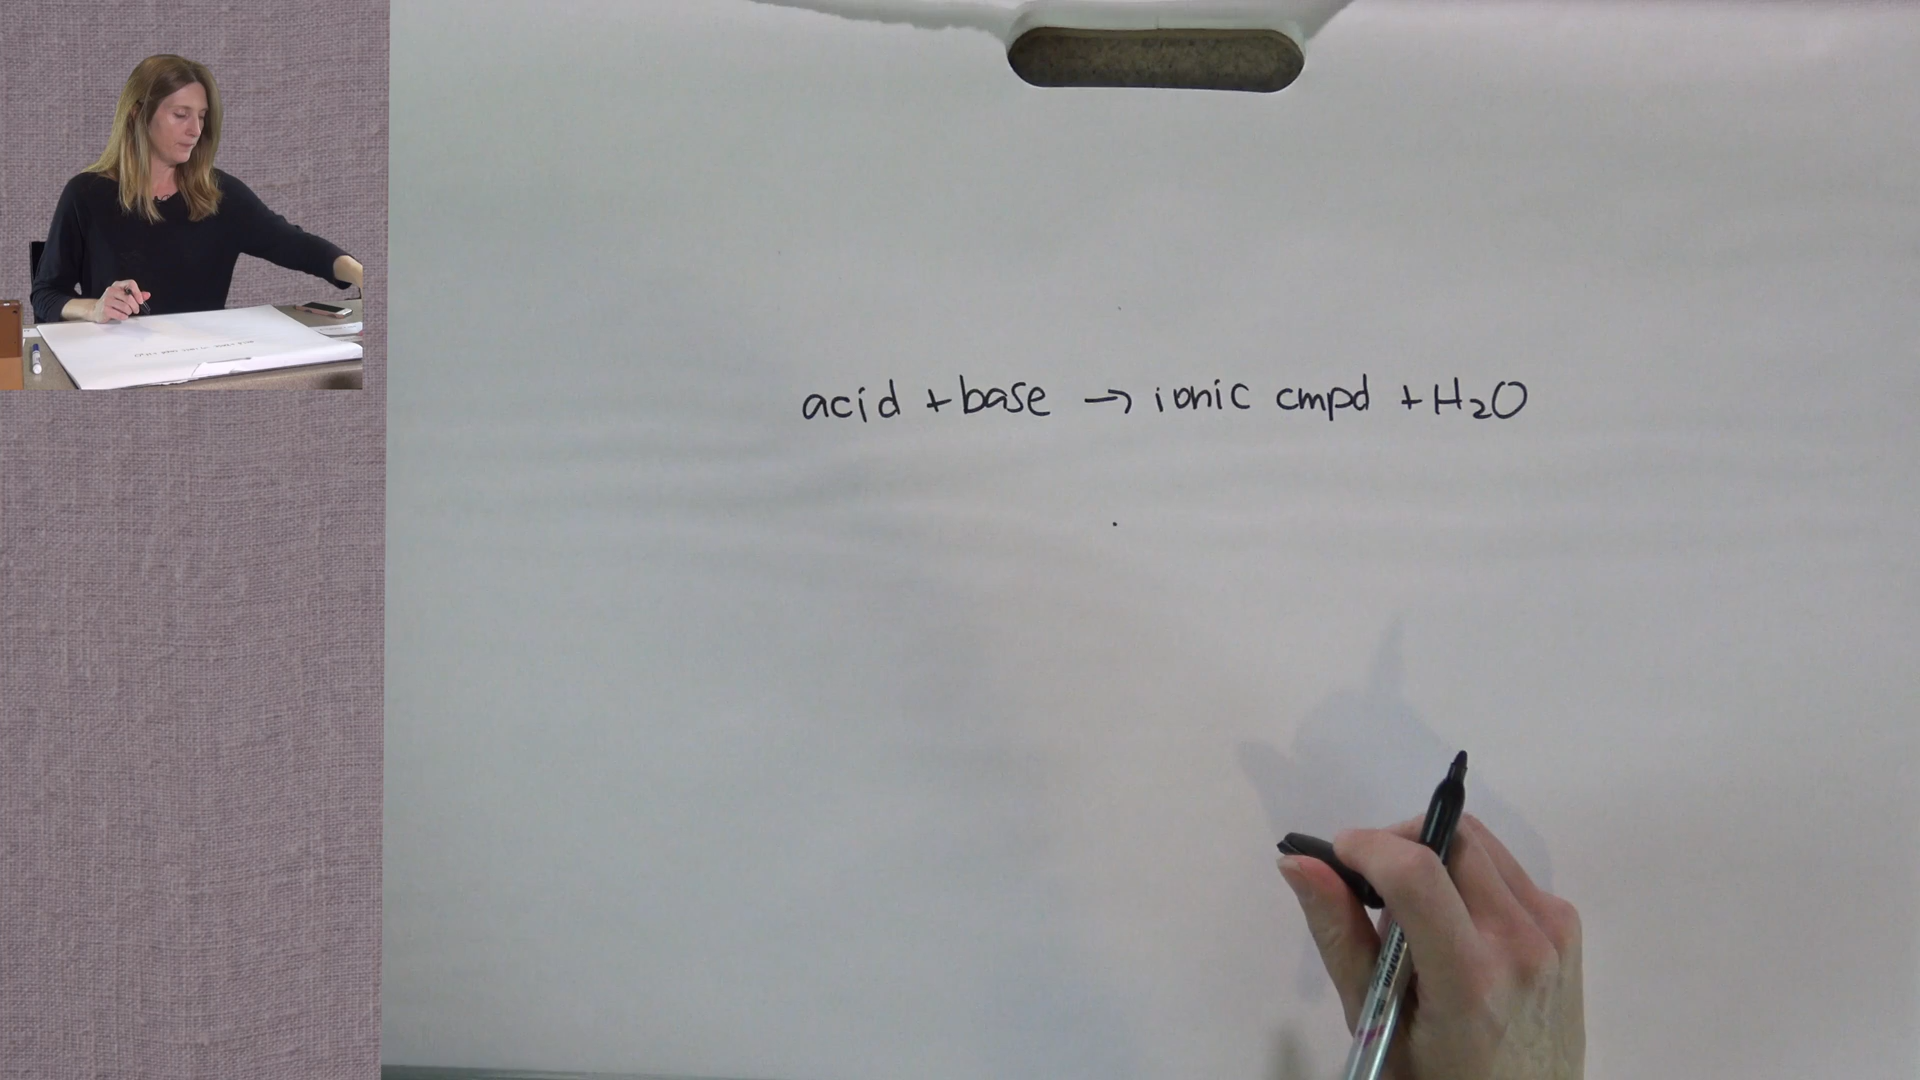 acid + base → ionic cmpd + H₂O